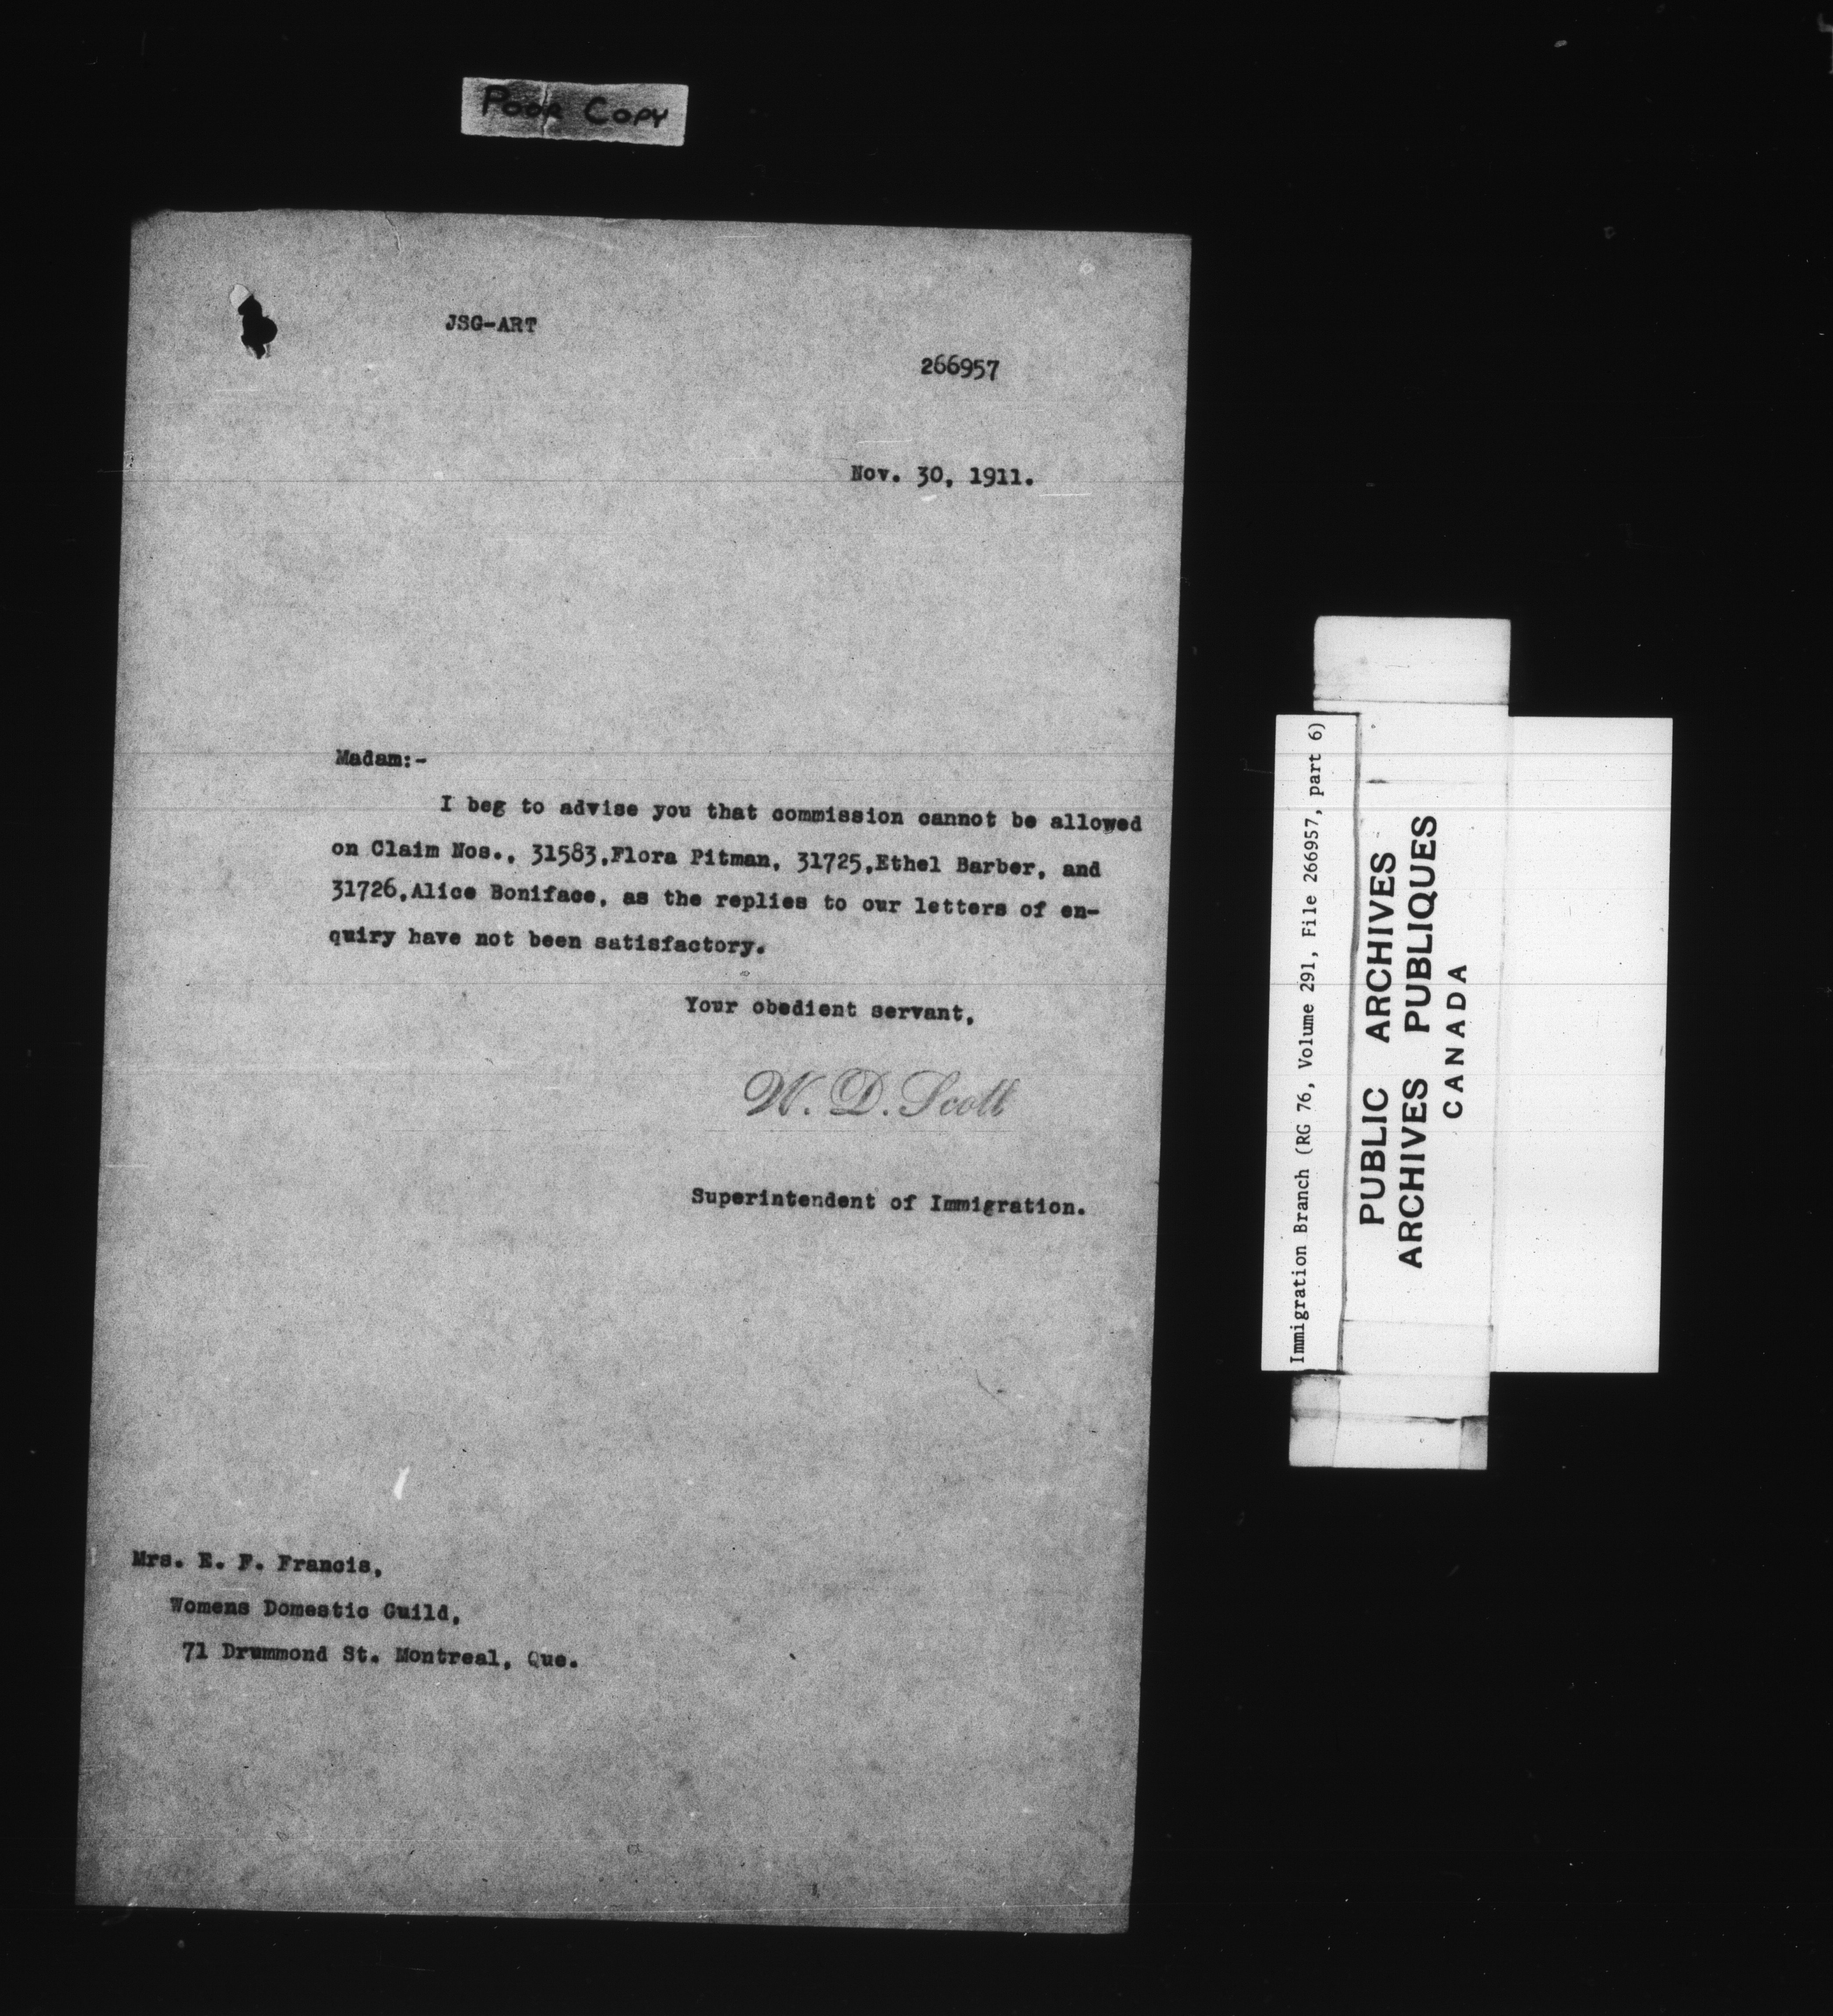 POOR COPY
JSG-ART
266957
Nov. 30, 1911.
Madam:-
I beg to advise you that commission cannot be allowed
on Claim Nos., 31583,Flora Pitman, 31725,Ethel Barber, and
31726,Alice Boniface, as the replies to our letters of en-
quiry have not been satisfactory.
Your obedient servant,
W. D. Scott
Superintendent of Immigration.
Mrs. E. F. Francis,
Womens Domestic Guild,
71 Drummond St. Montreal, Que.
Immigration Branch (RG 76, Volume 291, File 266957, part 6)
PUBLIC ARCHIVES
ARCHIVES PUBLIQUES
CANADA